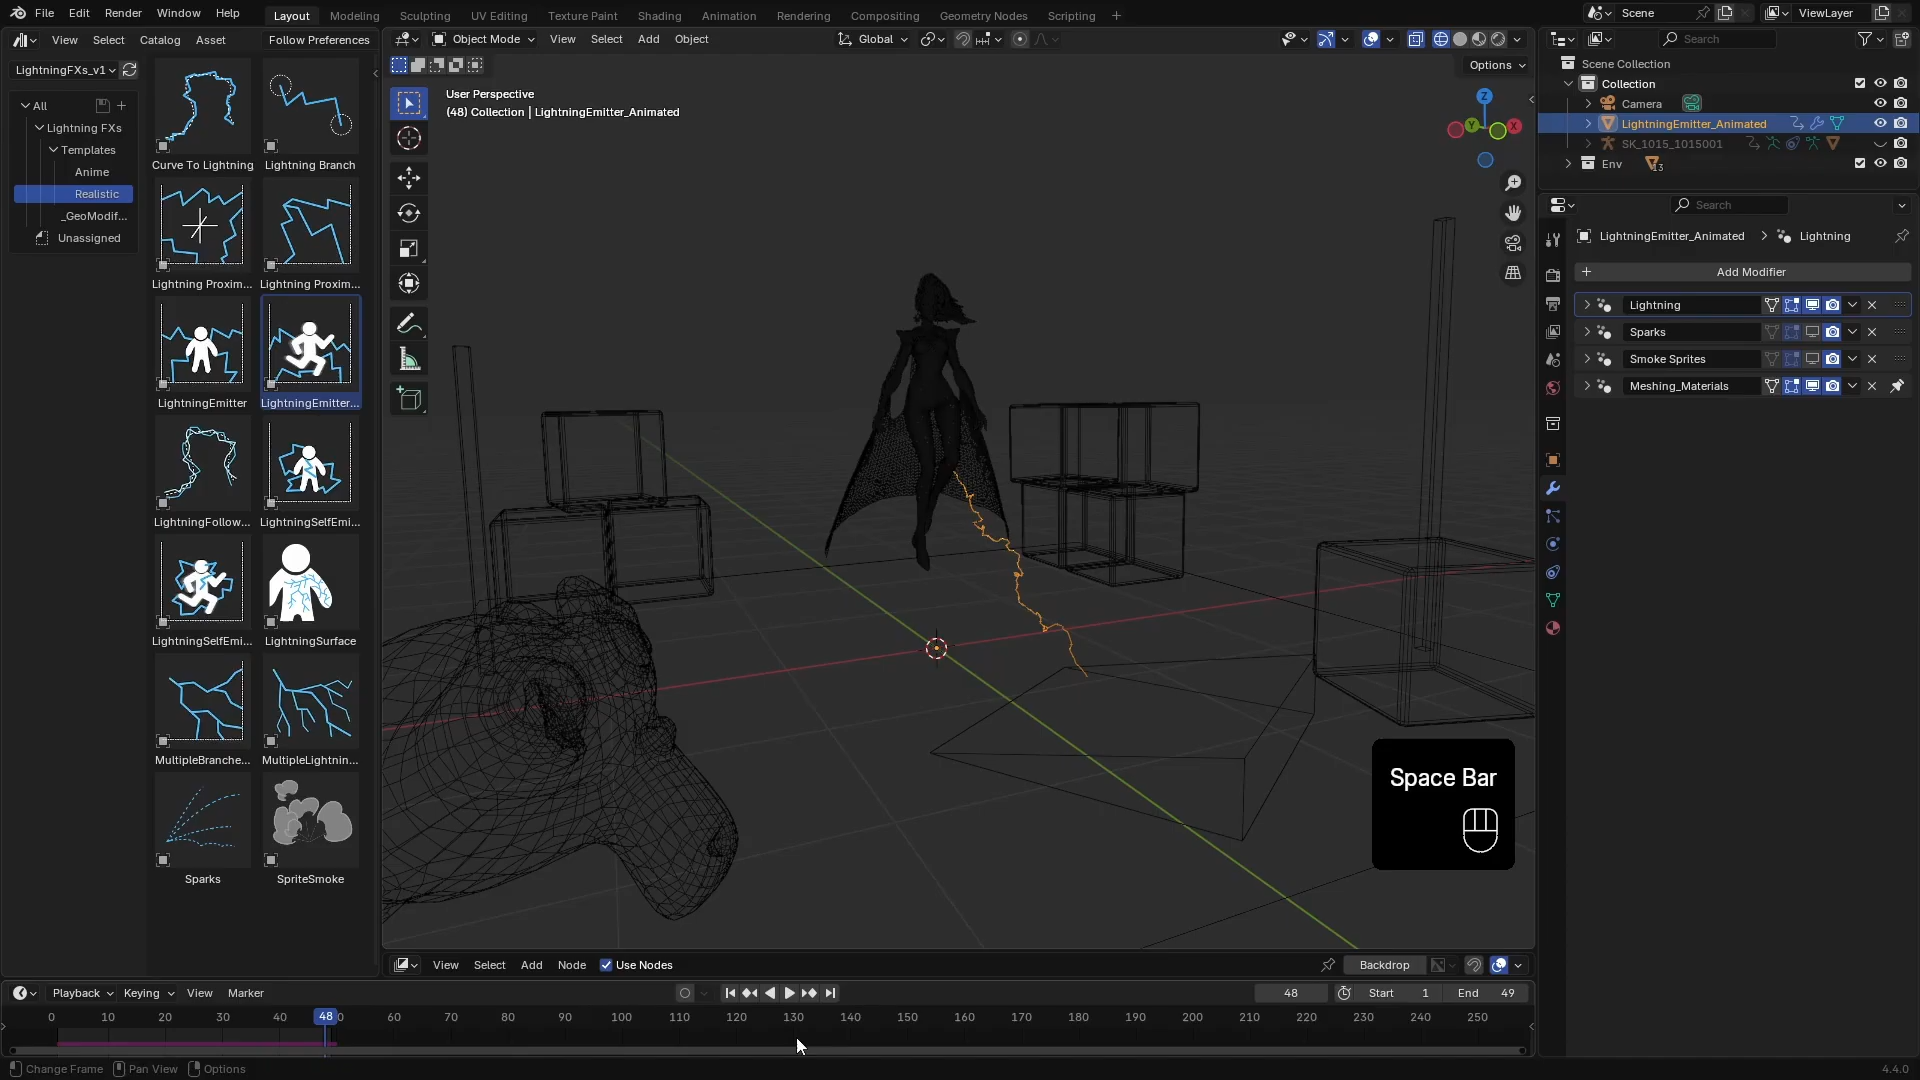 File Edit Render Window Help Layout Modeling Sculpting UV Editing Texture Paint Shading Animation Rendering Compositing Geometry Nodes Scripting + Scene ViewLayer
View Select Catalog Asset Follow Preferences Object Mode View Select Add Object Global Search
LightningFXs_v1
Options
All
Lightning FXs
Templates
Anime
Realistic
_GeoModif...
Unassigned
Curve To Lightning
Lightning Branch
Lightning Proxim...
Lightning Proxim...
LightningEmitter
LightningEmitter...
LightningFollow...
LightningSelfEmi...
LightningSelfEmi...
LightningSurface
MultipleBranche...
MultipleLightnin...
Sparks
SpriteSmoke
User Perspective
(48) Collection | LightningEmitter_Animated
Z
Y
X
Space Bar
Scene Collection
Collection
Camera
LightningEmitter_Animated
SK_1015_1015001
Env 13
Search
LightningEmitter_Animated > Lightning
+ Add Modifier
Lightning
Sparks
Smoke Sprites
Meshing_Materials
View Select Add Node Use Nodes Backdrop
Playback Keying View Marker 48 Start 1 End 49
0 10 20 30 40 48 0 60 70 80 90 100 110 120 130 140 150 160 170 180 190 200 210 220 230 240 250
Change Frame Pan View Options 4.4.0